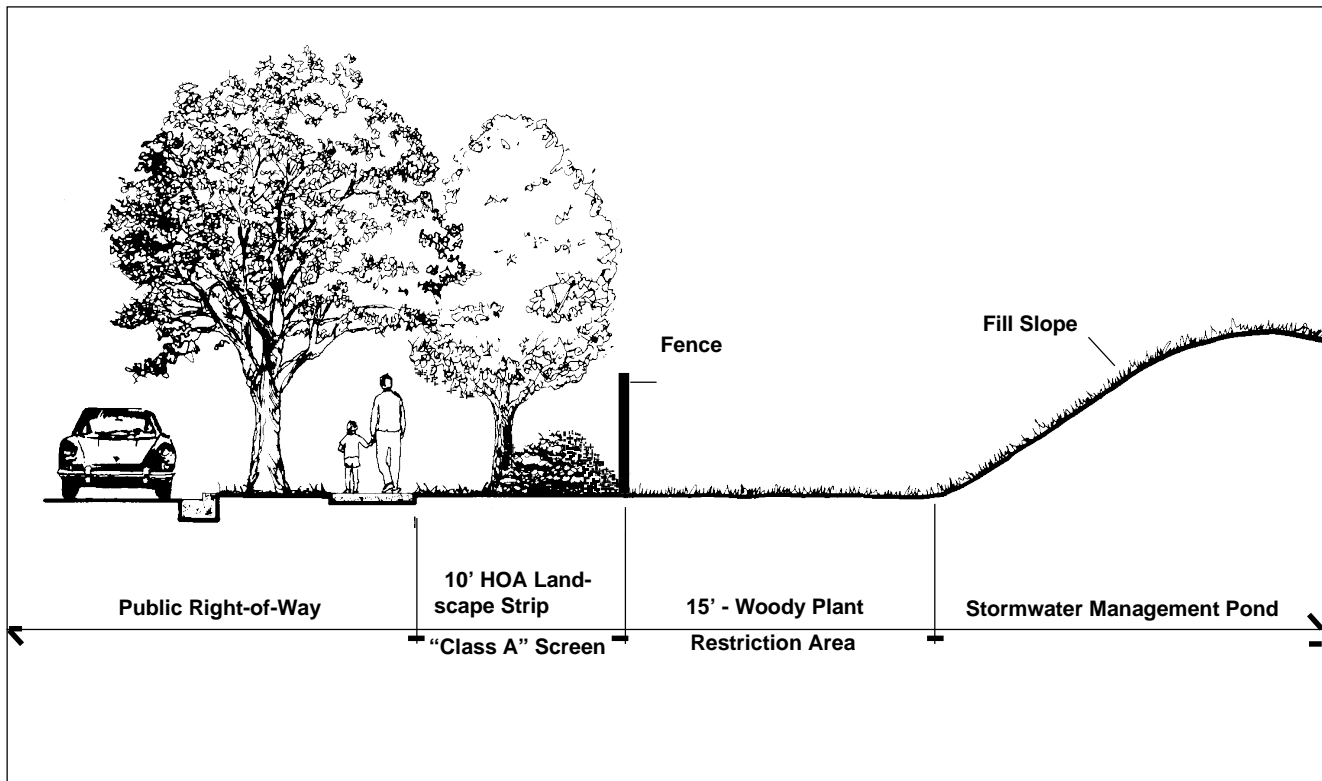 Fill Slope
Fence
10’ HOA Land-
scape Strip
“Class A” Screen
Public Right-of-Way
15’ - Woody Plant
Restriction Area
Stormwater Management Pond